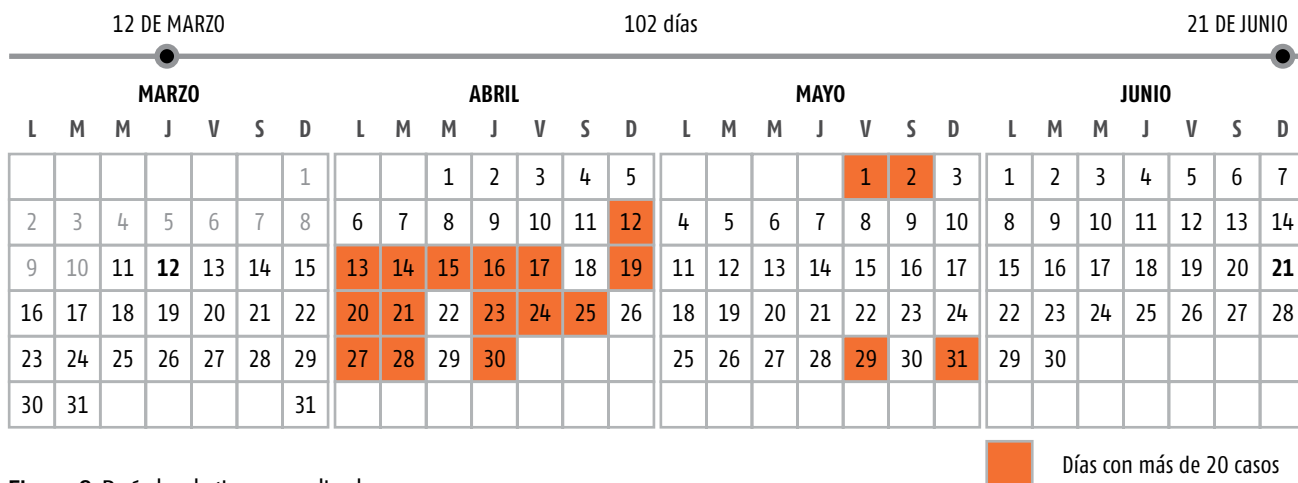 12 DE MARZO 102 días 21 DE JUNIO
MARZO ABRIL MAYO JUNIO
L M M J V S D L M M J V S D L M M J V S D L M M J V S D
1 1 2 3 4 5 1 2 3 1 2 3 4 5 6 7
2 3 4 5 6 7 8 6 7 8 9 10 11 12 4 5 6 7 8 9 10 8 9 10 11 12 13 14
9 10 11 12 13 14 15 13 14 15 16 17 18 19 11 12 13 14 15 16 17 15 16 17 18 19 20 21
16 17 18 19 20 21 22 20 21 22 23 24 25 26 18 19 20 21 22 23 24 22 23 24 25 26 27 28
23 24 25 26 27 28 29 27 28 29 30 25 26 27 28 29 30 31 29 30
30 31 31
Días con más de 20 casos